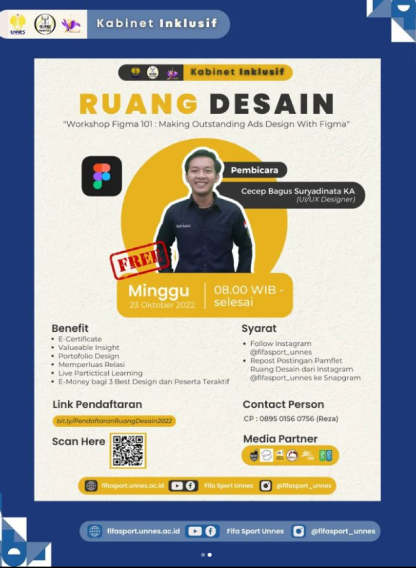 UNNES
Kabinet Inklusif
Kabinet Inklusif
RUANG DESAIN
"Workshop Figma 101 : Making Outstanding Ads Design With Figma"
Pembicara
Cecep Bagus Suryadinata KA
(UI/UX Designer)
FREE
Minggu
23 Oktober 2022
08.00 WIB -
selesai
Benefit
E-Certificate
Valueable Insight
Portofolio Design
Memperluas Relasi
Live Partictical Learning
E-Money bagi 3 Best Design dan Peserta Teraktif
Syarat
Follow instagram
@fifasport_unnes
Repost Postingan Pamflet
Ruang Desain dari Instagram
@fifasport_unnes ke Snapgram
Link Pendaftaran
bit.ly/PendaftaranRuangDesain2022
Scan Here
Contact Person
CP : 0895 0156 0756 (Reza)
Media Partner
fifasport.unnes.ac.id Fifa Sport Unnes @fifasport_unnes
fifasport.unnes.ac.id Fifa Sport Unnes @fifasport_unnes